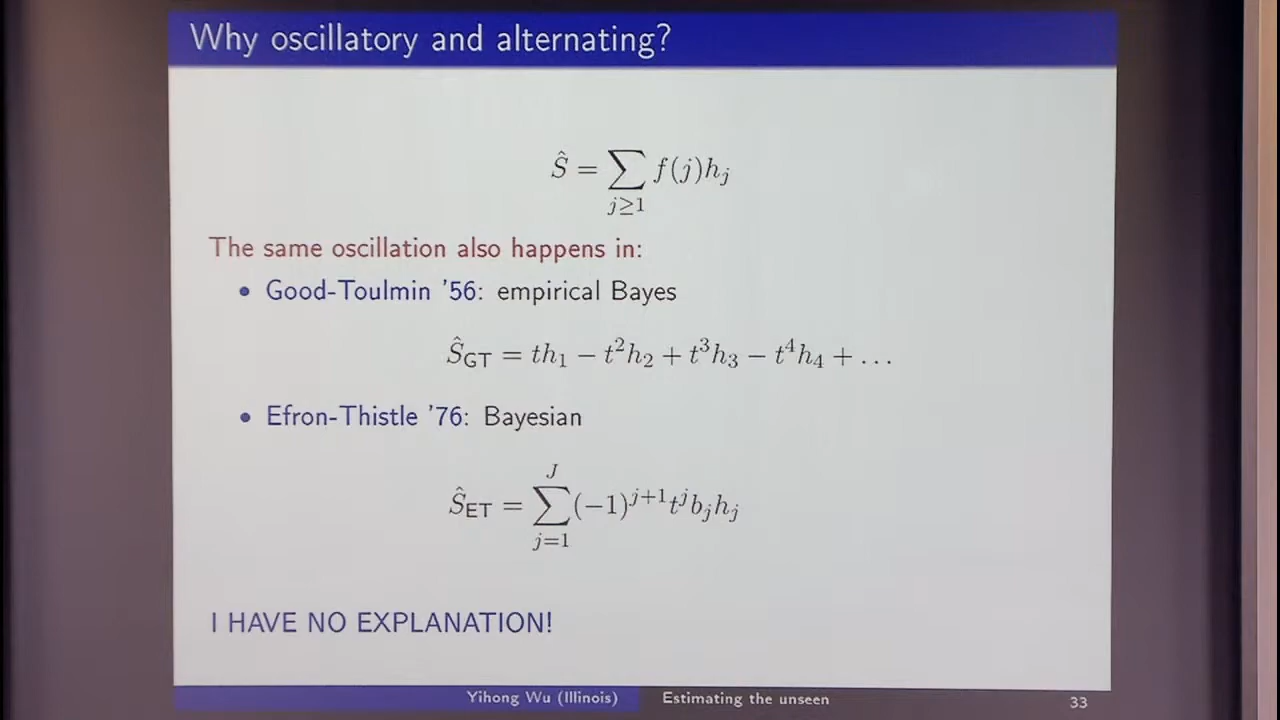 Why oscillatory and alternating?
Ŝ = ∑_{j≥1} f(j)h_j
The same oscillation also happens in:
• Good-Toulmin '56: empirical Bayes
Ŝ_GT = th_1 − t^2h_2 + t^3h_3 − t^4h_4 + ...
• Efron-Thistle '76: Bayesian
Ŝ_ET = ∑_{j=1}^{J} (−1)^{j+1}t^jb_jh_j
I HAVE NO EXPLANATION!
Yihong Wu (Illinois) Estimating the unseen 33